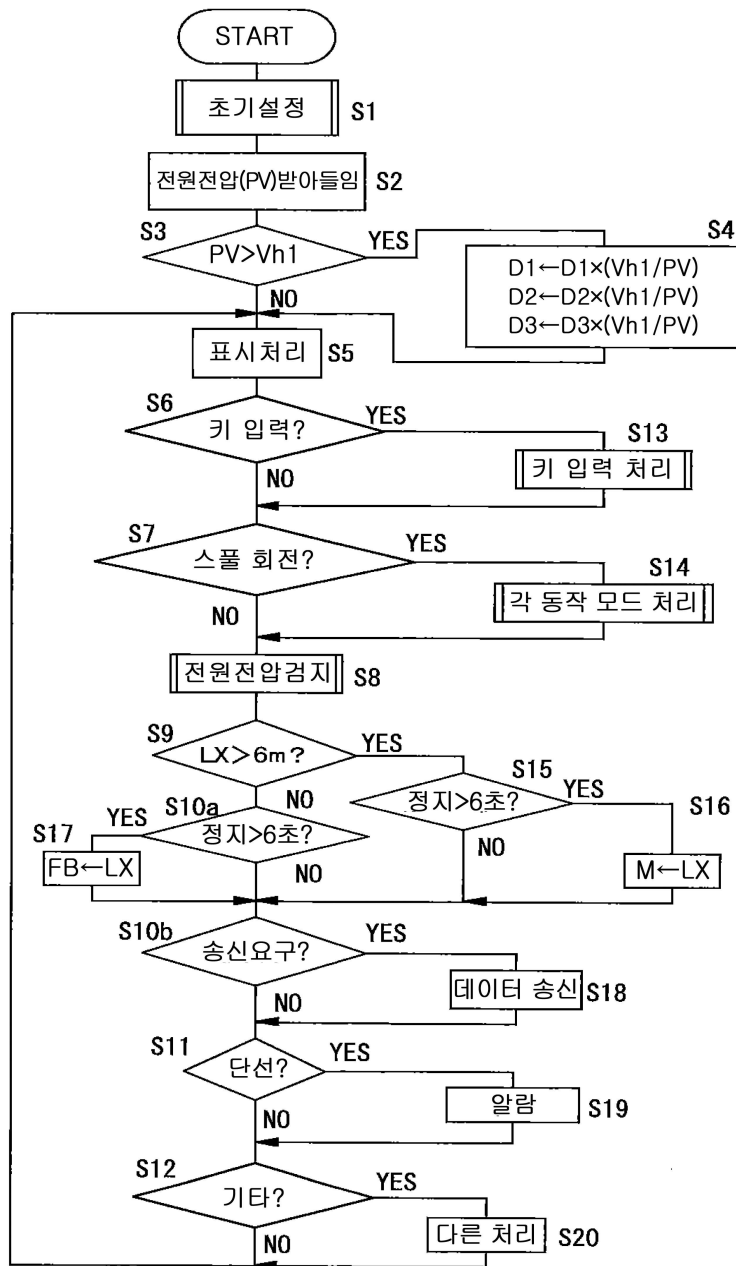 START
초기설정 S1
전원전압(PV)받아들임 S2
S3 PV>Vh1 YES S4
D1←D1×(Vh1/PV)
D2←D2×(Vh1/PV)
D3←D3×(Vh1/PV)
NO
표시처리 S5
S6 키 입력? YES S13
키 입력 처리
NO
S7 스풀 회전? YES S14
각 동작 모드 처리
NO
전원전압검지 S8
S9 LX>6m? YES S15
NO
정지>6초? YES S16
S17 YES S10a 정지>6초?
NO
FB←LX
NO
M←LX
S10b 송신요구? YES
데이터 송신 S18
NO
S11 단선? YES
알람 S19
NO
S12 기타? YES
다른 처리 S20
NO